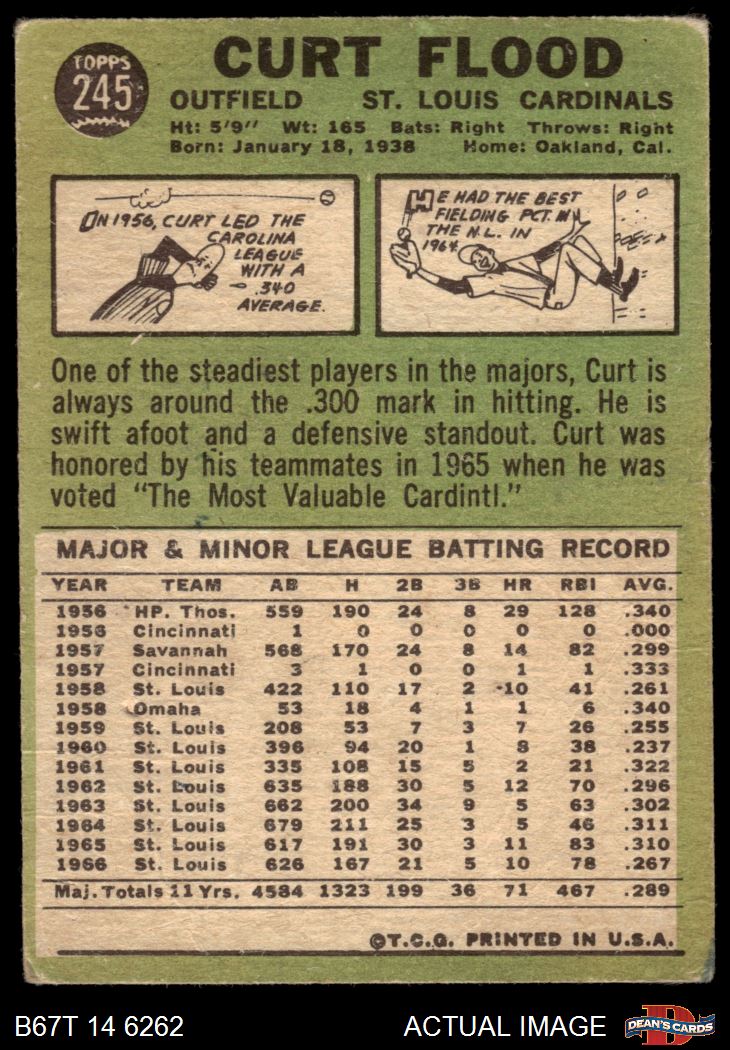 TOPPS
245
CURT FLOOD
OUTFIELD ST. LOUIS CARDINALS
Ht: 5'9" Wt: 165 Bats: Right Throws: Right
Born: January 18, 1938 Home: Oakland, Cal.
IN 1956, CURT LED THE
CAROLINA
LEAGUE
WITH A
.340
AVERAGE.
HE HAD THE BEST
FIELDING PCT. IN
THE N.L. IN
1964.
One of the steadiest players in the majors, Curt is
always around the .300 mark in hitting. He is
swift afoot and a defensive standout. Curt was
honored by his teammates in 1965 when he was
voted "The Most Valuable Cardintl."
MAJOR & MINOR LEAGUE BATTING RECORD
YEAR TEAM AB H 2B 3B HR RBI AVG.
1956 HP. Thos. 559 190 24 8 29 128 .340
1956 Cincinnati 1 0 0 0 0 0 .000
1957 Savannah 568 170 24 8 14 82 .299
1957 Cincinnati 3 1 0 0 1 1 .333
1958 St. Louis 422 110 17 2 10 41 .261
1958 Omaha 53 18 4 1 1 6 .340
1959 St. Louis 208 53 7 3 7 26 .255
1960 St. Louis 396 94 20 1 8 38 .237
1961 St. Louis 335 108 15 5 2 21 .322
1962 St. Louis 635 188 30 5 12 70 .296
1963 St. Louis 662 200 34 9 5 63 .302
1964 St. Louis 679 211 25 3 5 46 .311
1965 St. Louis 617 191 30 3 11 83 .310
1966 St. Louis 626 167 21 5 10 78 .267
Maj. Totals 11 Yrs. 4584 1323 199 36 71 467 .289
©T.C.G. PRINTED IN U.S.A.
B67T 14 6262 ACTUAL IMAGE
D
DEAN'S CARDS